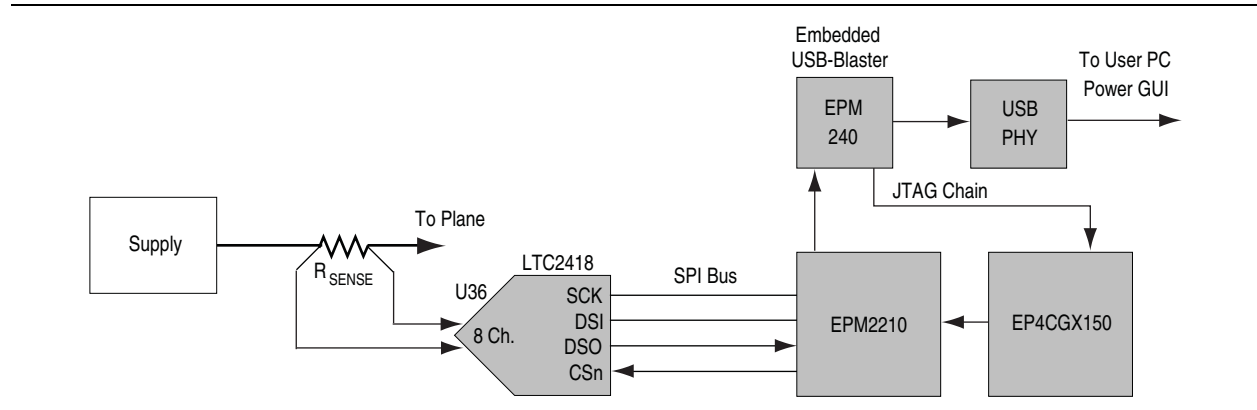 Embedded
USB-Blaster
To User PC
Power GUI
EPM
240
USB
PHY
JTAG Chain
Supply
To Plane
R SENSE
LTC2418
U36
8 Ch.
SCK
DSI
DSO
CSn
SPI Bus
EPM2210
EP4CGX150